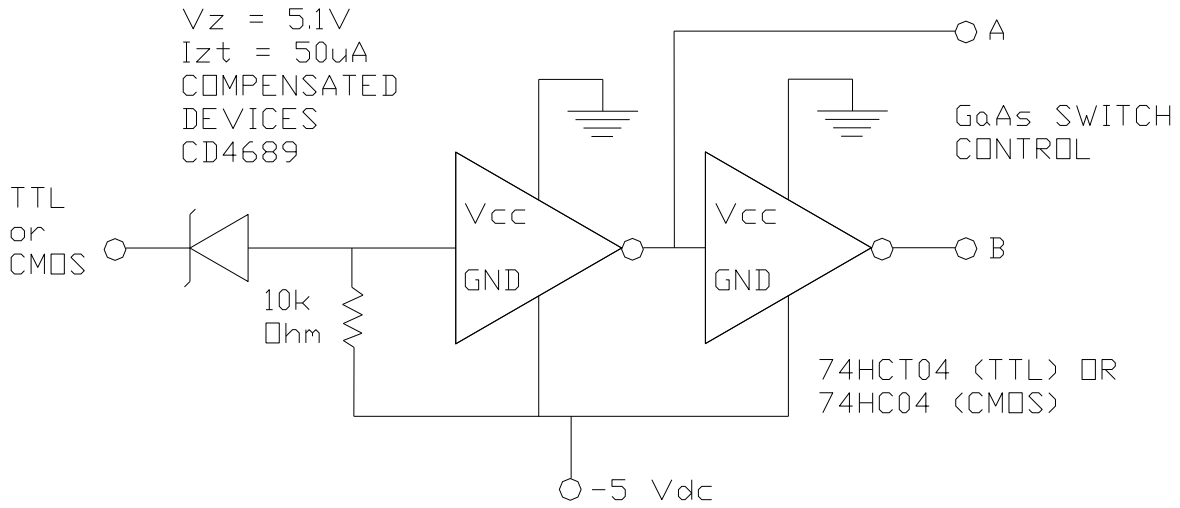 Vz = 5.1V
Izt = 50uA
COMPENSATED
DEVICES
CD4689
TTL
or
CMOS
10k
Ohm
Vcc
GND
Vcc
GND
A
GaAs SWITCH
CONTROL
B
74HCT04 (TTL) OR
74HC04 (CMOS)
-5 Vdc